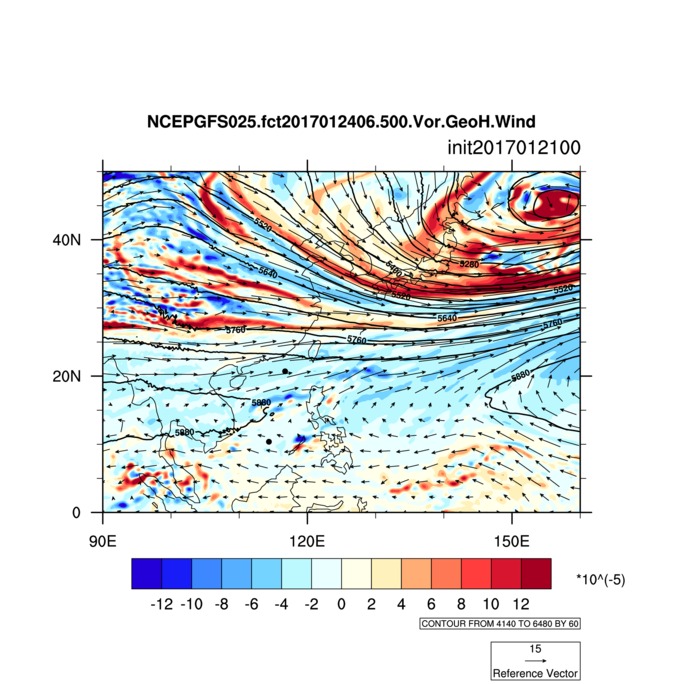 NCEPGFS025.fct2017012406.500.Vor.GeoH.Wind
init2017012100
40N
20N
0
90E 120E 150E
5520
5640
5280
5520
5520
5640
5760
5760
5760
5880
5880
5880
-12 -10 -8 -6 -4 -2 0 2 4 6 8 10 12
*10^(-5)
CONTOUR FROM 4140 TO 6480 BY 60
15
Reference Vector